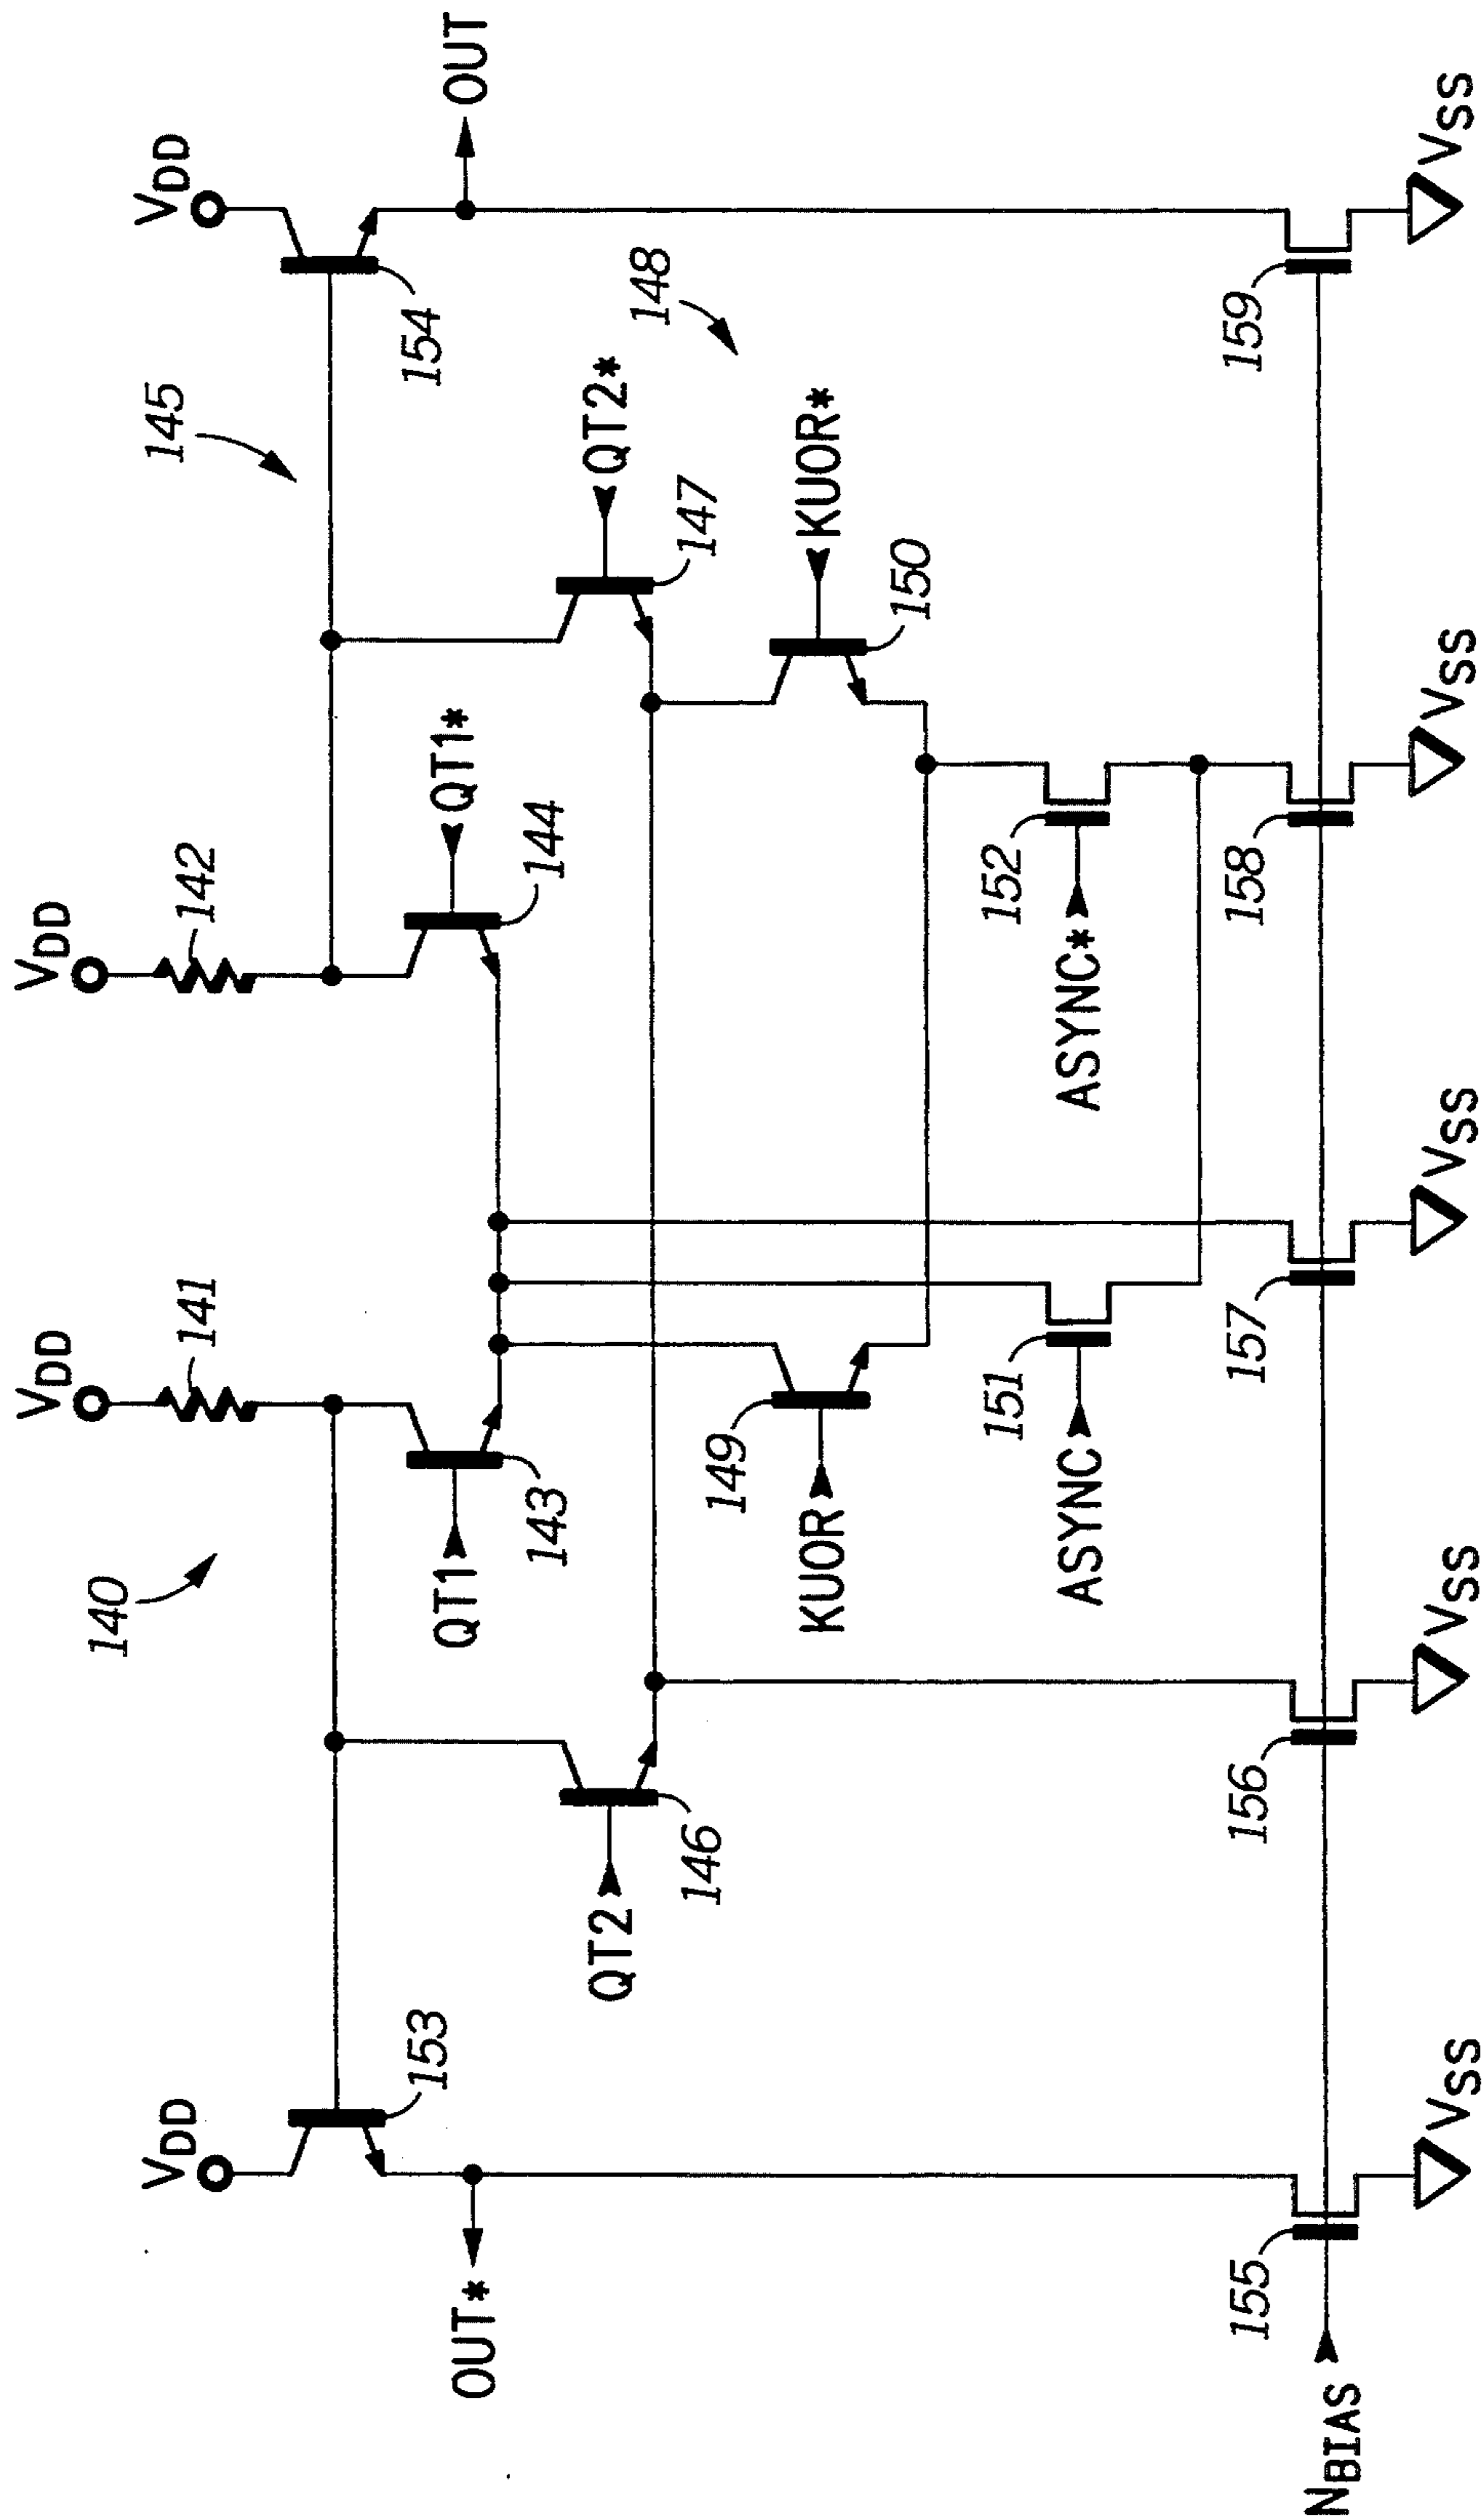 VDD
VDD
VDD
VDD
140
141
142
145
153
154
OUT*
OUT
QT1
143
QT1*
144
QT2
146
QT2*
147
148
KUOR
149
KUOR*
150
ASYNC
151
ASYNC*
152
NBIAS
155
156
157
158
159
VSS
VSS
VSS
VSS
VSS